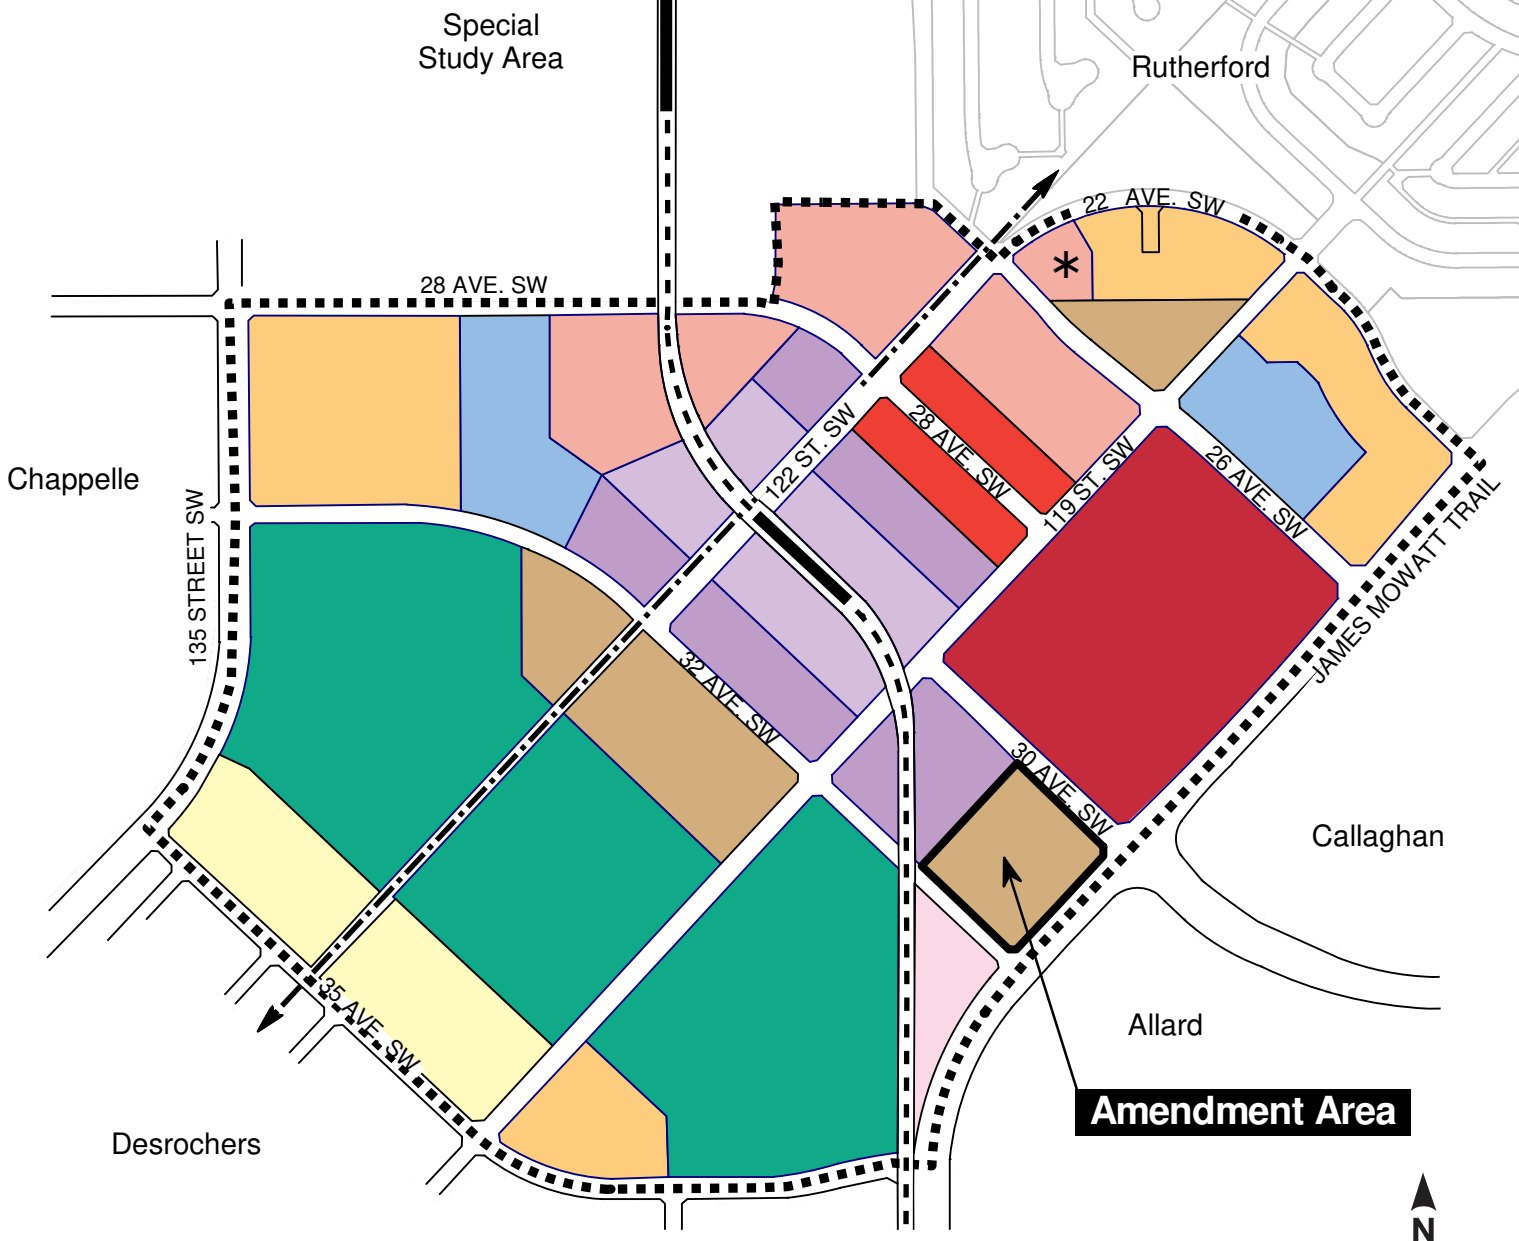 Special
Study Area
Rutherford
22 AVE. SW
*
28 AVE. SW
Chappelle
122 ST. SW
28 AVE. SW
119 ST. SW
26 AVE. SW
135 STREET SW
JAMES MOWATT TRAIL
32 AVE. SW
30 AVE. SW
Callaghan
35 AVE. SW
Allard
Amendment Area
Desrochers
N